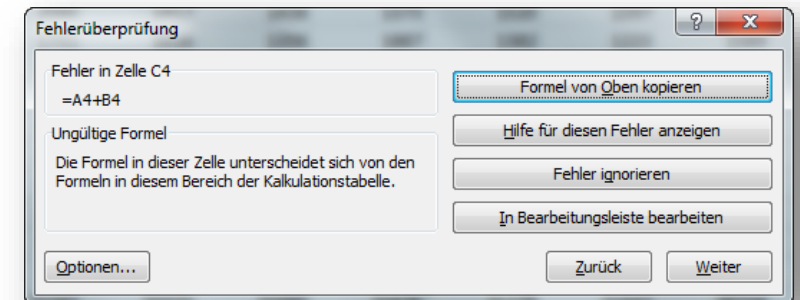 Fehlerüberprüfung
Fehler in Zelle C4
=A4+B4
Ungültige Formel
Die Formel in dieser Zelle unterscheidet sich von den
Formeln in diesem Bereich der Kalkulationstabelle.
Formel von Oben kopieren
Hilfe für diesen Fehler anzeigen
Fehler ignorieren
In Bearbeitungsleiste bearbeiten
Optionen...
Zurück
Weiter